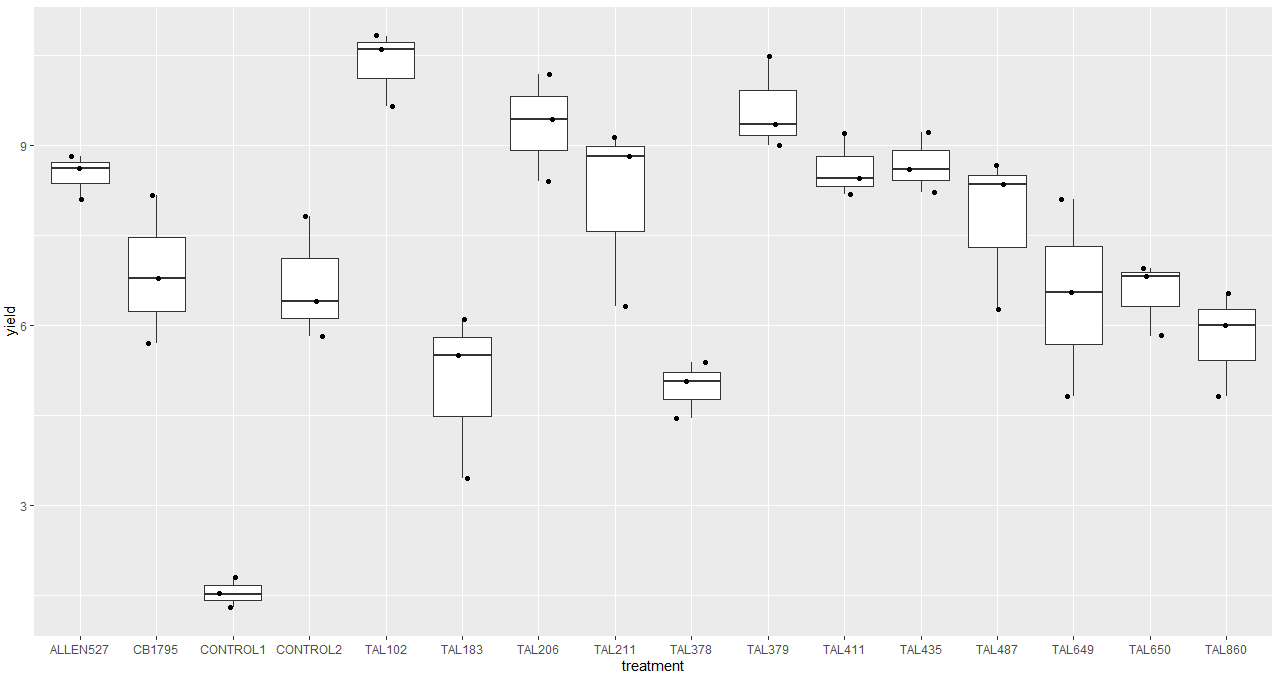 9
6
3
yield
ALLEN527 CB1795 CONTROL1 CONTROL2 TAL102 TAL183 TAL206 TAL211 TAL378 TAL379 TAL411 TAL435 TAL487 TAL649 TAL650 TAL860
treatment